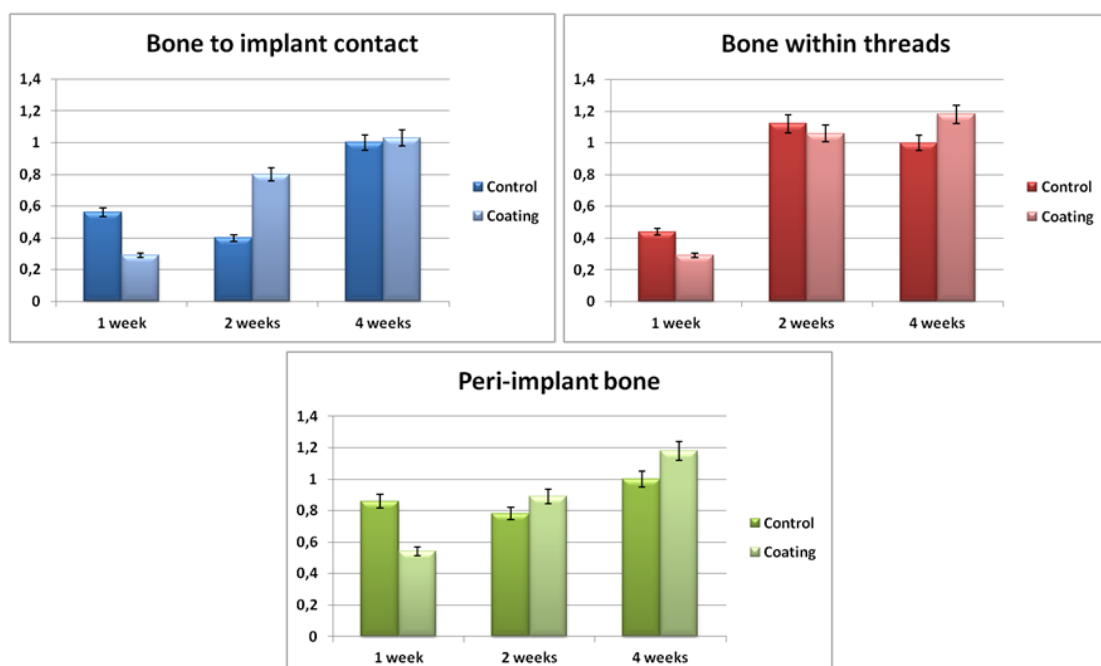 Bone to implant contact
1,4
1,2
1
0,8
0,6
0,4
0,2
0
1 week
2 weeks
4 weeks
Control
Coating
Bone within threads
1,4
1,2
1
0,8
0,6
0,4
0,2
0
1 week
2 weeks
4 weeks
Control
Coating
Peri-implant bone
1,4
1,2
1
0,8
0,6
0,4
0,2
0
1 week
2 weeks
4 weeks
Control
Coating